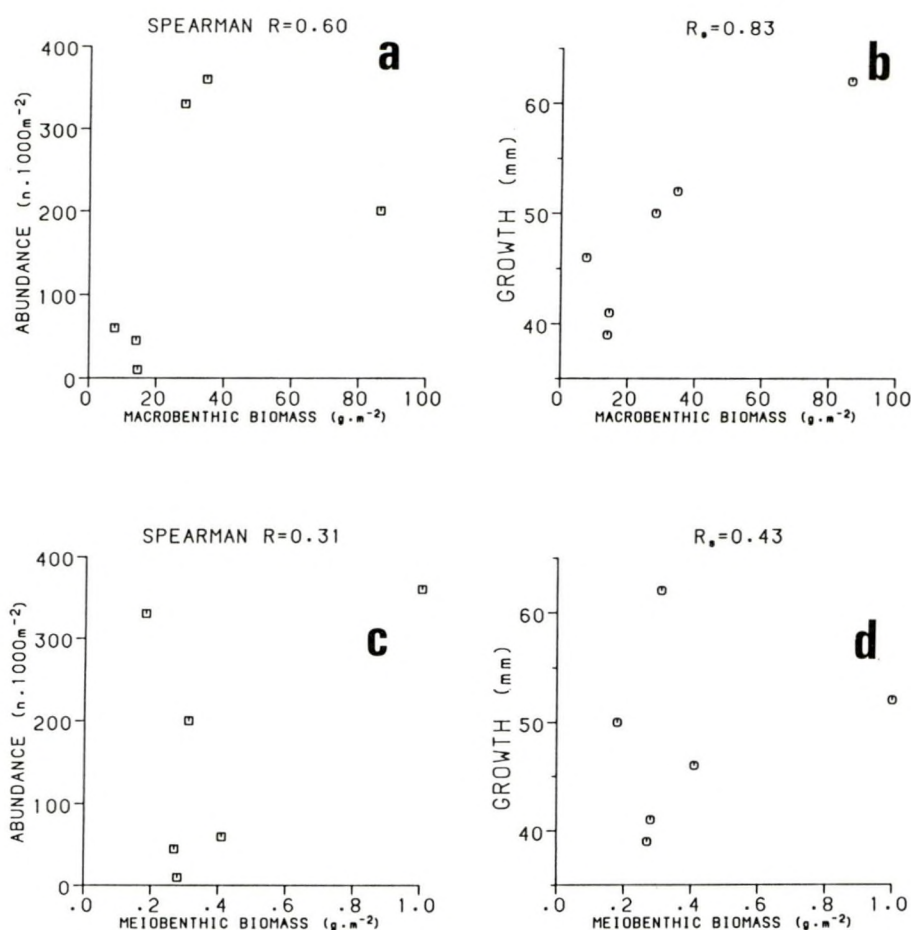 SPEARMAN R=0.60
a
400
300
200
100
0
ABUNDANCE (n.1000m⁻²)
0 20 40 60 80 100
MACROBENTHIC BIOMASS (g.m⁻²)
Rₛ=0.83
b
60
50
40
GROWTH (mm)
0 20 40 60 80 100
MACROBENTHIC BIOMASS (g.m⁻²)
SPEARMAN R=0.31
c
400
300
200
100
0
ABUNDANCE (n.1000m⁻²)
.0 .2 .4 .6 .8 1.0
MEIOBENTHIC BIOMASS (g.m⁻²)
Rₛ=0.43
d
60
50
40
GROWTH (mm)
.0 .2 .4 .6 .8 1.0
MEIOBENTHIC BIOMASS (g.m⁻²)